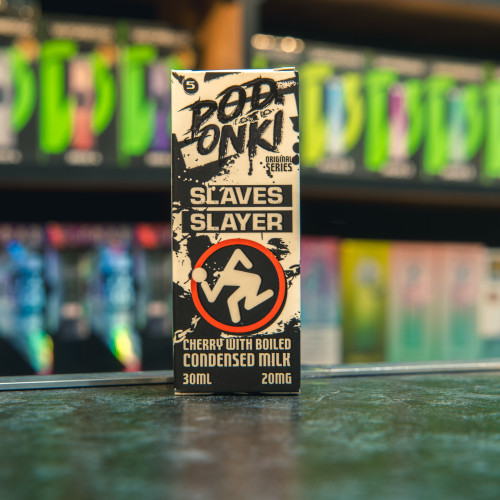 5
POD
ONKI
ORIGINAL
SERIES
SLAVES
SLAYER
CHERRY WITH BOILED
CONDENSED MILK
30ML 20MG